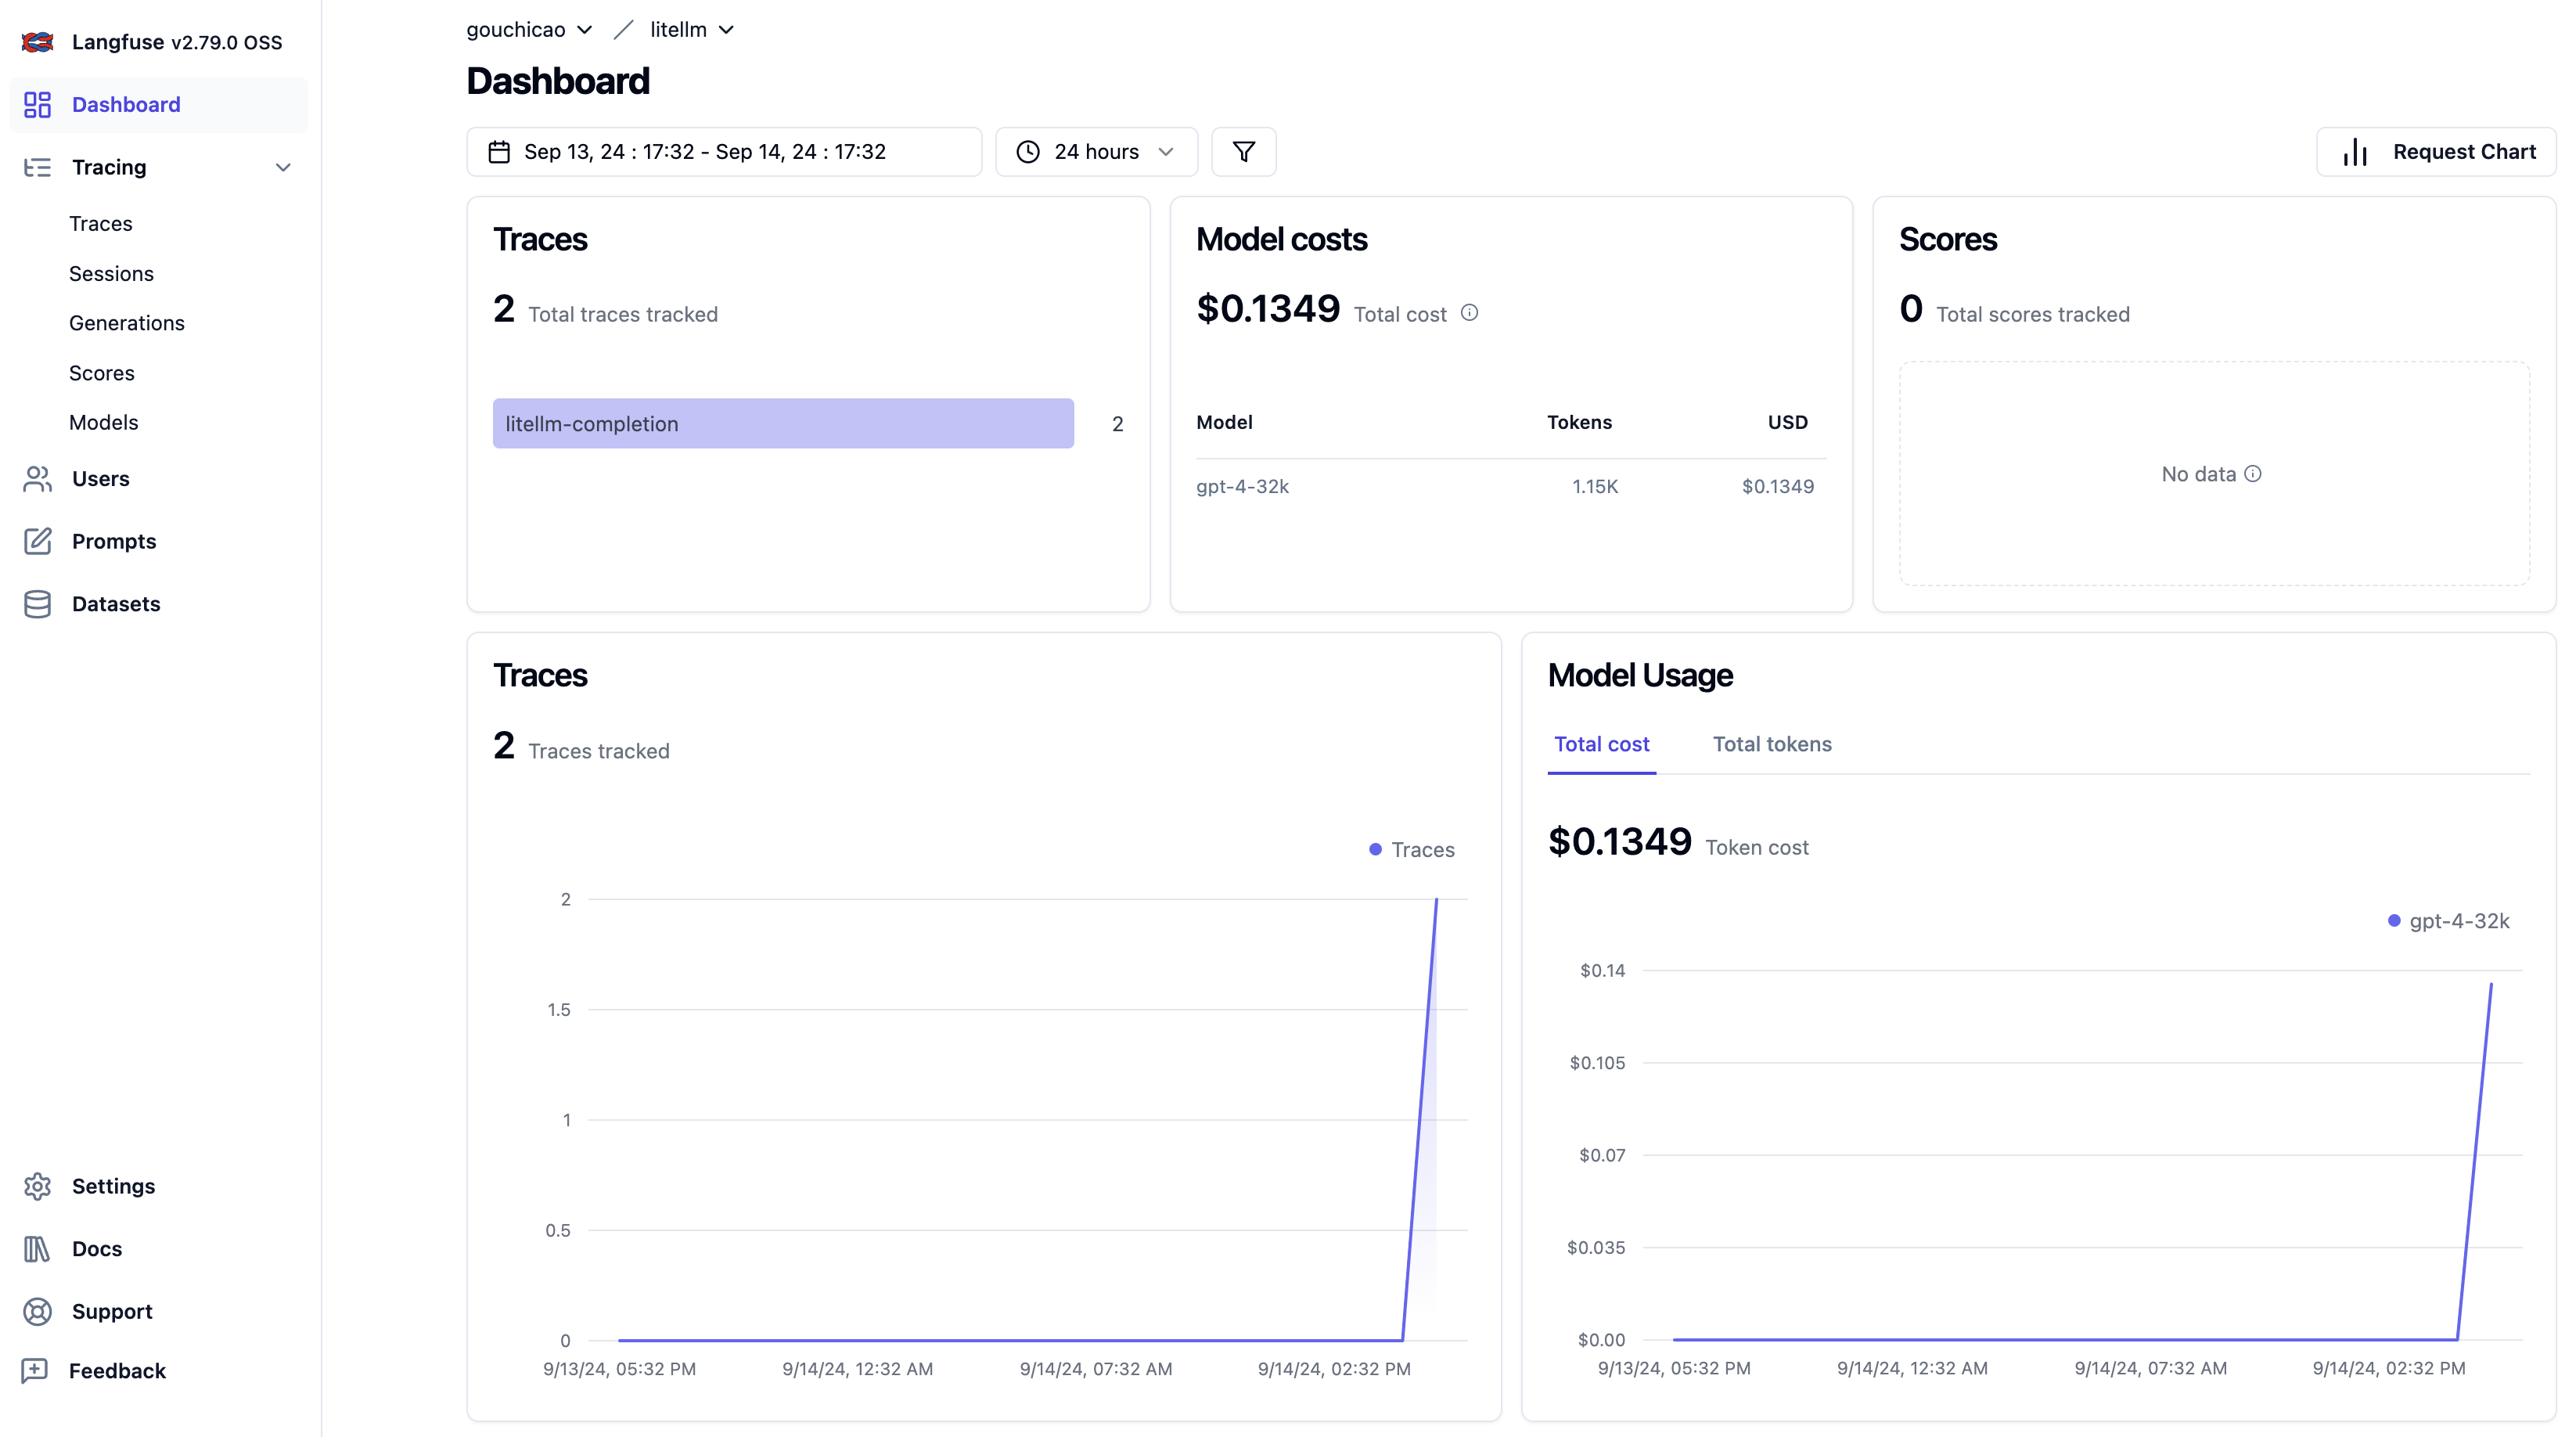 Langfuse v2.79.0 OSS
Dashboard
Tracing
Traces
Sessions
Generations
Scores
Models
Users
Prompts
Datasets
Settings
Docs
Support
Feedback
gouchicao / litellm
Dashboard
Sep 13, 24 : 17:32 - Sep 14, 24 : 17:32
24 hours
Request Chart
Traces
2 Total traces tracked
litellm-completion 2
Model costs
$0.1349 Total cost
Model Tokens USD
gpt-4-32k 1.15K $0.1349
Scores
0 Total scores tracked
No data
Traces
2 Traces tracked
Traces
2
1.5
1
0.5
0
9/13/24, 05:32 PM 9/14/24, 12:32 AM 9/14/24, 07:32 AM 9/14/24, 02:32 PM
Model Usage
Total cost Total tokens
$0.1349 Token cost
gpt-4-32k
$0.14
$0.105
$0.07
$0.035
$0.00
9/13/24, 05:32 PM 9/14/24, 12:32 AM 9/14/24, 07:32 AM 9/14/24, 02:32 PM